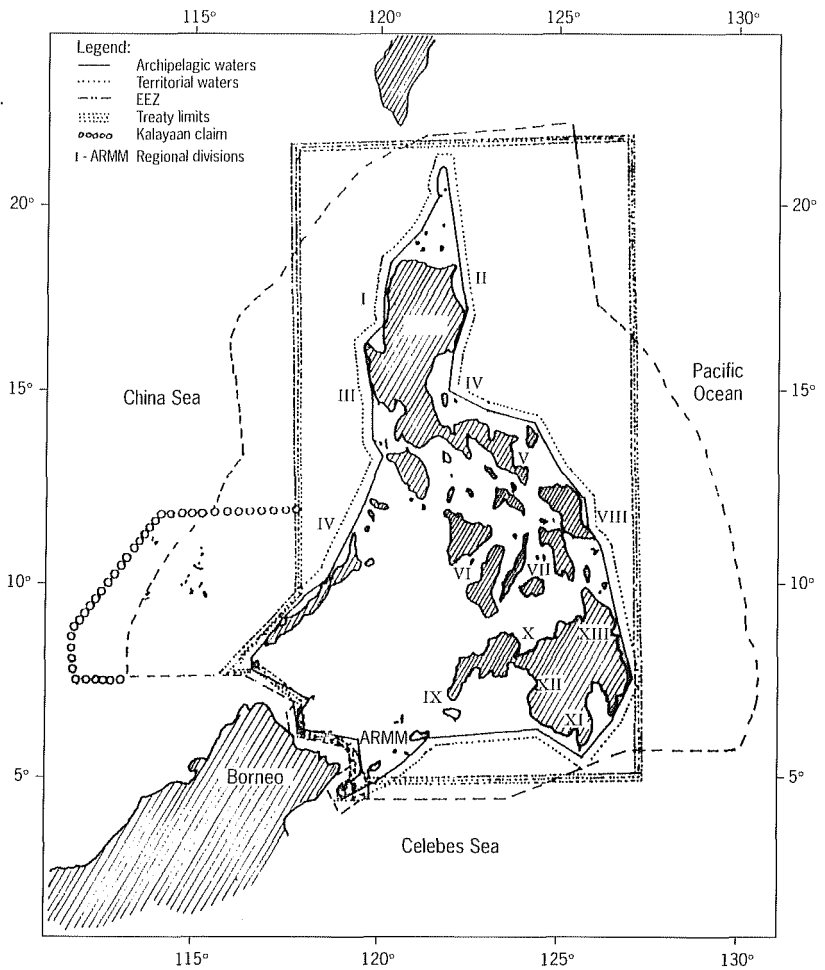 115° 120° 125° 130°
Legend:
Archipelagic waters
Territorial waters
EEZ
Treaty limits
Kalayaan claim
I - ARMM Regional divisions
20° 20°
II
I
Pacific
Ocean
IV
15° 15°
China Sea
III
V
IV
VIII
10° 10°
VI
VII
X
XIII
IX
XII
XI
ARMM
5° 5°
Borneo
Celebes Sea
115° 120° 125° 130°